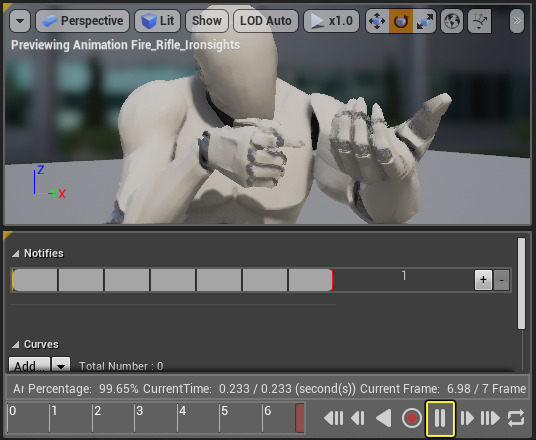 Perspective Lit Show LOD Auto x1.0
Previewing Animation Fire_Rifle_Ironsights
Z
X
Notifies
1 + -
Curves
Add... Total Number : 0
Ar Percentage: 99.65% CurrentTime: 0.233 / 0.233 (second(s)) Current Frame: 6.98 / 7 Frame
0 1 2 3 4 5 6